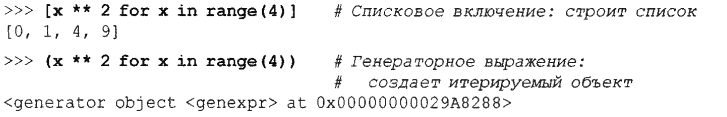 >>> [x ** 2 for x in range(4)] # Списковое включение: строит список
[0, 1, 4, 9]
>>> (x ** 2 for x in range(4)) # Генераторное выражение:
# создает итерируемый объект
<generator object <genexpr> at 0x00000000029A8288>